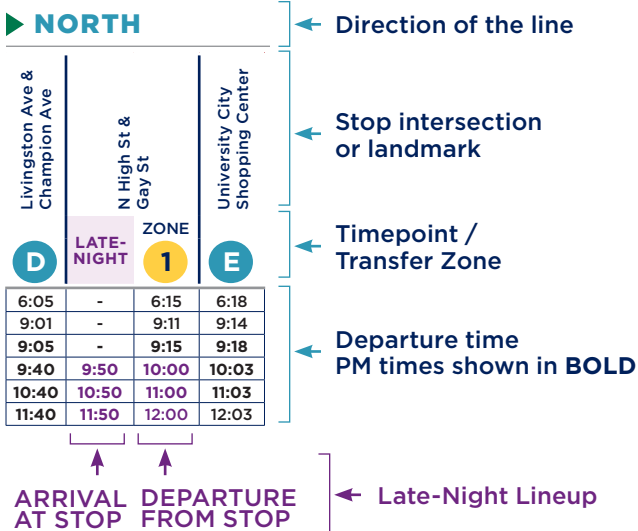 NORTH
Direction of the line
Livingston Ave &
Champion Ave
N High St &
Gay St
University City
Shopping Center
Stop intersection
or landmark
LATE-
NIGHT
ZONE
D
1
E
Timepoint /
Transfer Zone
6:05 - 6:15 6:18
9:01 - 9:11 9:14
9:05 - 9:15 9:18
9:40 9:50 10:00 10:03
10:40 10:50 11:00 11:03
11:40 11:50 12:00 12:03
Departure time
PM times shown in BOLD
ARRIVAL
AT STOP
DEPARTURE
FROM STOP
Late-Night Lineup